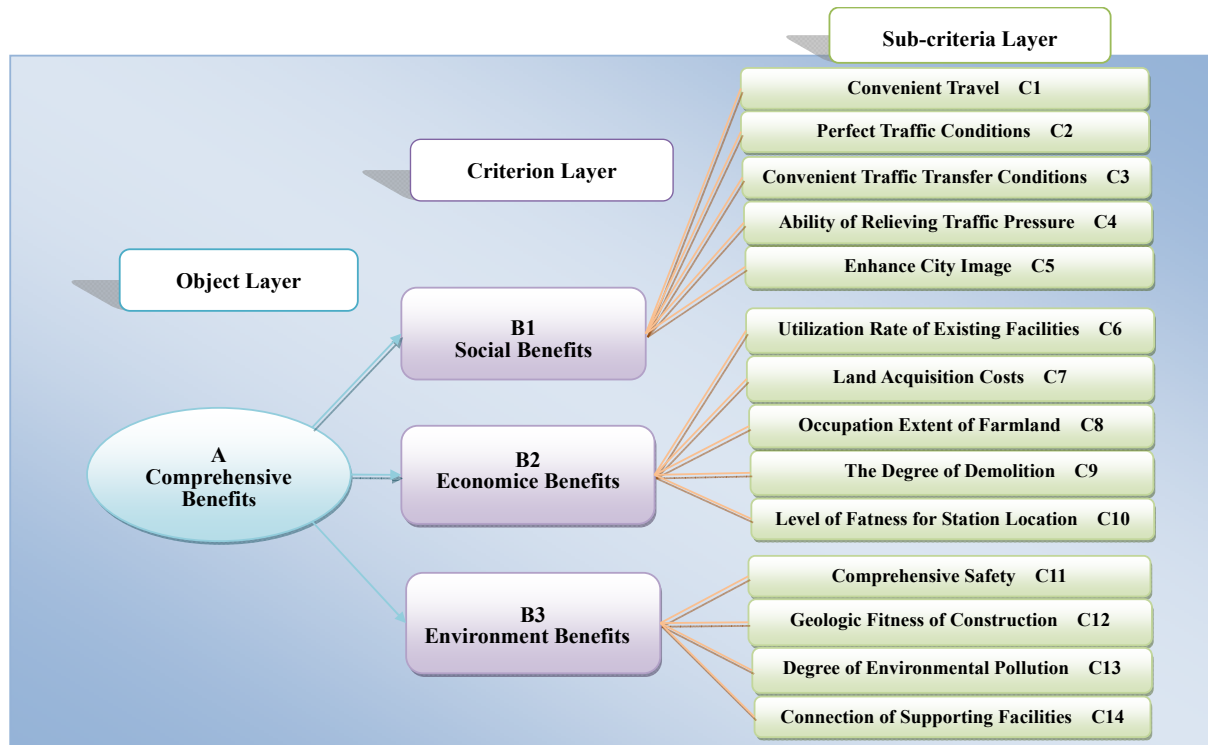 Sub-criteria Layer
Convenient Travel C1
Perfect Traffic Conditions C2
Criterion Layer
Convenient Traffic Transfer Conditions C3
Ability of Relieving Traffic Pressure C4
Object Layer
Enhance City Image C5
B1
Social Benefits
Utilization Rate of Existing Facilities C6
Land Acquisition Costs C7
Occupation Extent of Farmland C8
A
Comprehensive
Benefits
B2
Economice Benefits
The Degree of Demolition C9
Level of Fatness for Station Location C10
Comprehensive Safety C11
B3
Environment Benefits
Geologic Fitness of Construction C12
Degree of Environmental Pollution C13
Connection of Supporting Facilities C14